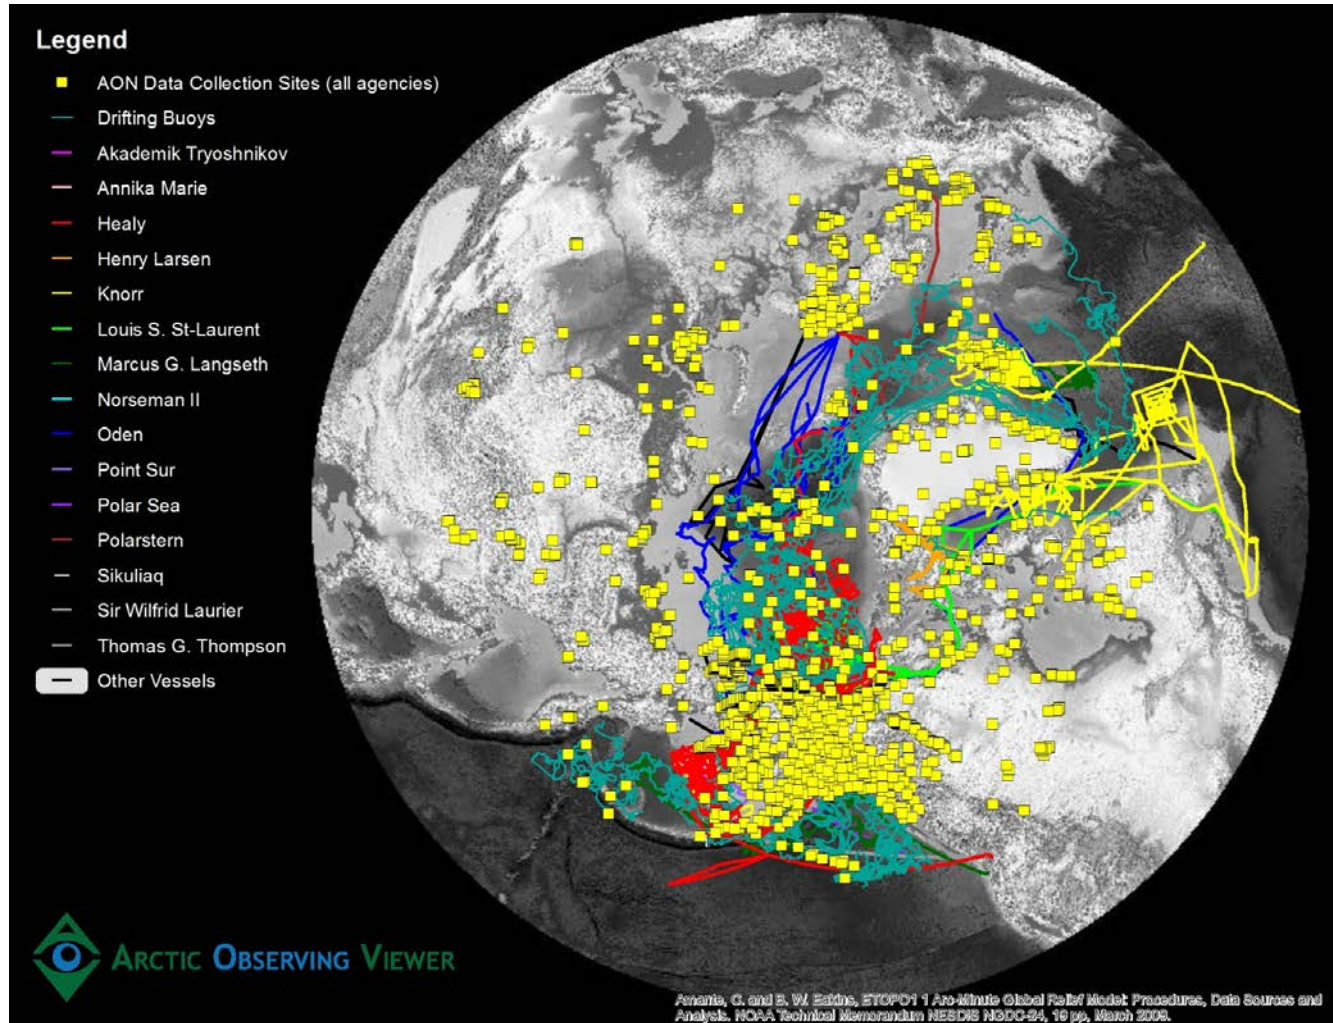 Legend
AON Data Collection Sites (all agencies)
Drifting Buoys
Akademik Tryoshnikov
Annika Marie
Healy
Henry Larsen
Knorr
Louis S. St-Laurent
Marcus G. Langseth
Norseman II
Oden
Point Sur
Polar Sea
Polarstern
Sikuliaq
Sir Wilfrid Laurier
Thomas G. Thompson
Other Vessels
ARCTIC OBSERVING VIEWER
Amante, C. and B. W. Eakins, ETOPO1 1 Arc-Minute Global Relief Model: Procedures, Data Sources and
Analysis. NOAA Technical Memorandum NESDIS NGDC-24, 19 pp, March 2009.